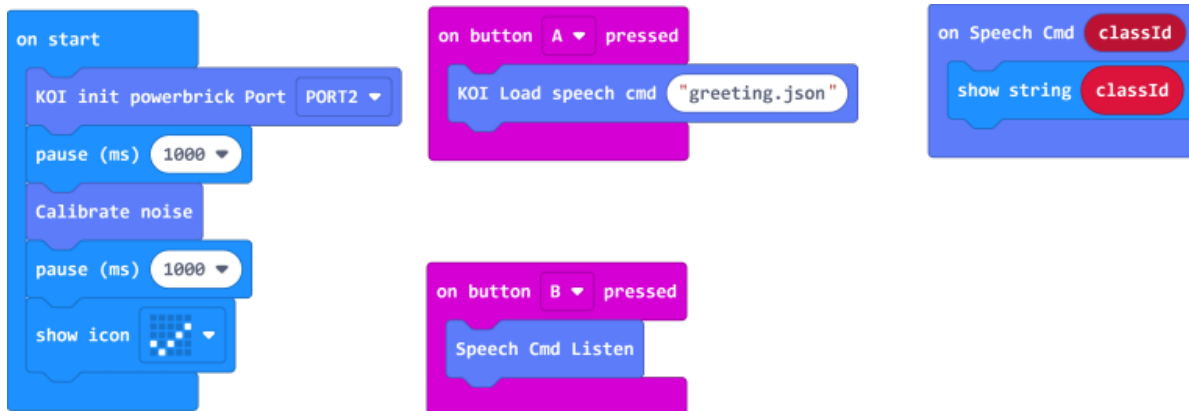 on start
KOI init powerbrick Port PORT2
pause (ms) 1000
Calibrate noise
pause (ms) 1000
show icon
on button A pressed
KOI Load speech cmd "greeting.json"
on button B pressed
Speech Cmd Listen
on Speech Cmd classId
show string classId